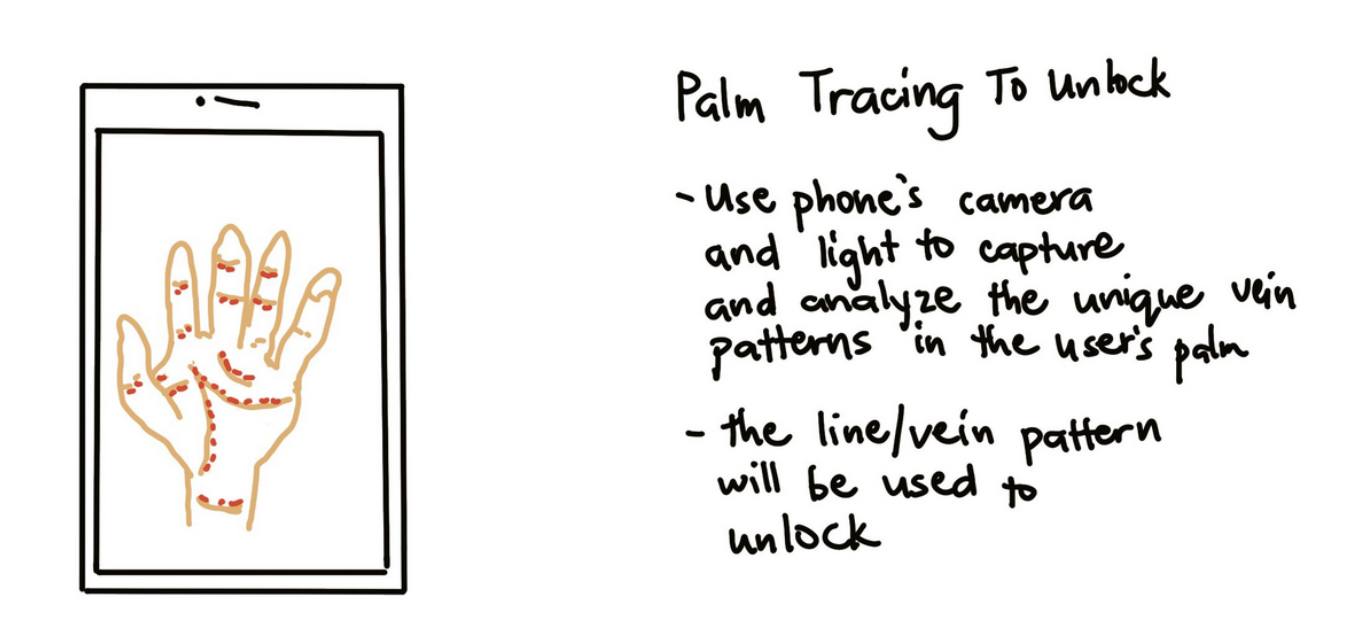 Palm Tracing To Unlock
- Use phone's camera
and light to capture
and analyze the unique vein
patterns in the user's palm
- the line/vein pattern
will be used to
unlock